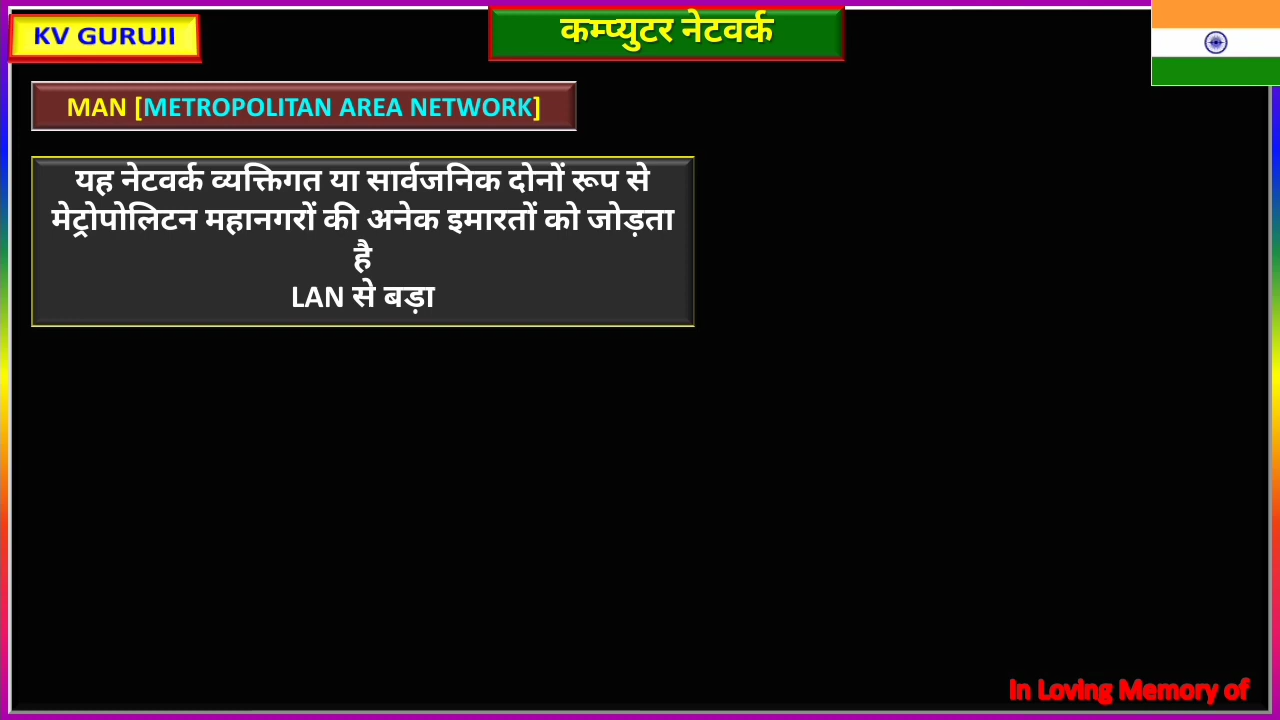 KV GURUJI
कम्प्युटर नेटवर्क
MAN [METROPOLITAN AREA NETWORK]
यह नेटवर्क व्यक्तिगत या सार्वजनिक दोनों रूप से
मेट्रोपोलिटन महानगरों की अनेक इमारतों को जोड़ता
है
LAN से बड़ा
In Loving Memory of